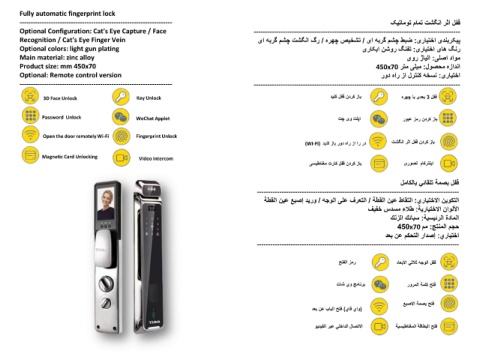 Fully automatic fingerprint lock
Optional Configuration: Cat's Eye Capture / Face
Recognition / Cat's Eye Finger Vein
Optional colors: light gun plating
Main material: zinc alloy
Product size: mm 450x70
Optional: Remote control version
3D Face Unlock
Key Unlock
Password Unlock
WeChat Applet
Open the door remotely Wi-Fi
Fingerprint Unlock
Magnetic Card Unlocking
Video Intercom
قفل اثر انگشت تمام توماتیک
پیکربندی اختیاری: ضبط چشم گربه ای / تشخیص چهره / رگ انگشت چشم گربه ای
رنگ های اختیاری: تفنگ روشن آبکاری
مواد اصلی: آلیاژ روی
اندازه محصول: میلی متر 450x70
اختیاری: نسخه کنترل از راه دور
قفل 3 بعدی با چهره
باز کردن قفل کلید
باز کردن رمز عبور
اپلت وی چت
باز کردن قفل اثر انگشت
در را از راه دور باز کنید (Wi-Fi)
اینترکام تصویری
باز کردن قفل کارت مغناطیسی
قفل بصمة تلقائي بالكامل
التكوين الاختياري: التقاط عين القطة / التعرف على الوجه / وريد إصبع عين القطة
الألوان الاختيارية: طلاء مسدس خفيف
المادة الرئيسية: سبائك الزنك
حجم المنتج: مم 450x70
اختياري: إصدار التحكم عن بعد
قفل الوجه ثلاثي الأبعاد
رمز الفتح
فتح كلمة المرور
برنامج وي شات
فتح بصمة الأصبع
(واي فاي) فتح الباب عن بعد
فتح البطاقة المغناطيسية
الاتصال الداخلي عبر الفيديو